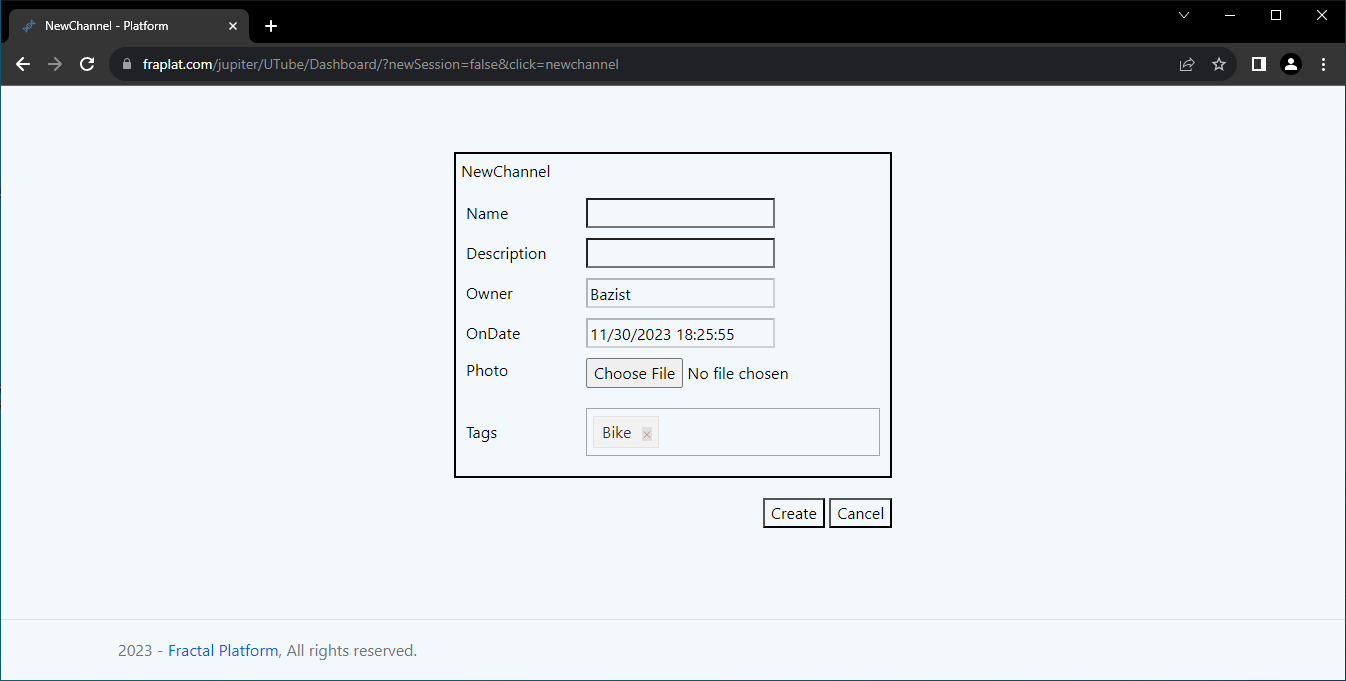 NewChannel - Platform
fraplat.com/jupiter/UTube/Dashboard/?newSession=false&click=newchannel
NewChannel
Name
Description
Owner Bazist
OnDate 11/30/2023 18:25:55
Photo Choose File No file chosen
Tags Bike ×
Create Cancel
2023 - Fractal Platform, All rights reserved.